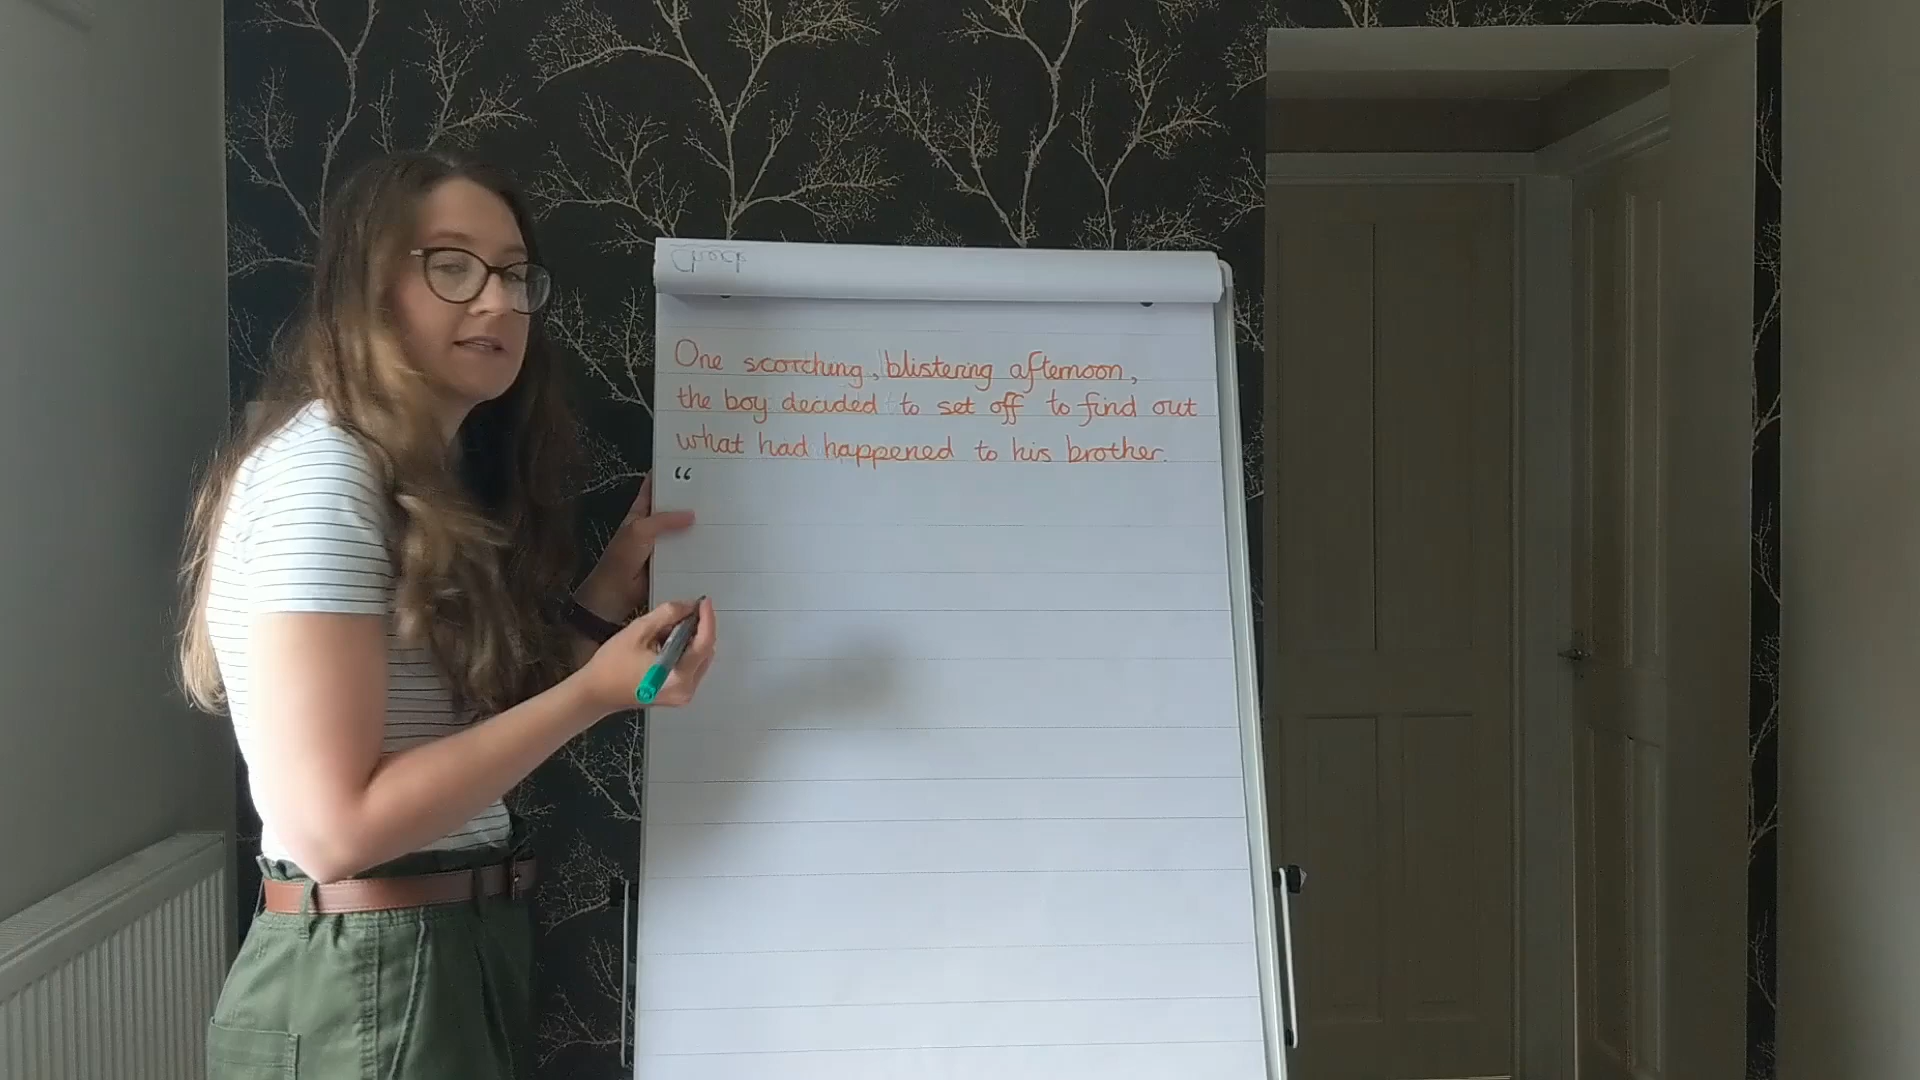 One scorching, blistering afternoon,
the boy decided to set off to find out
what had happened to his brother.
“